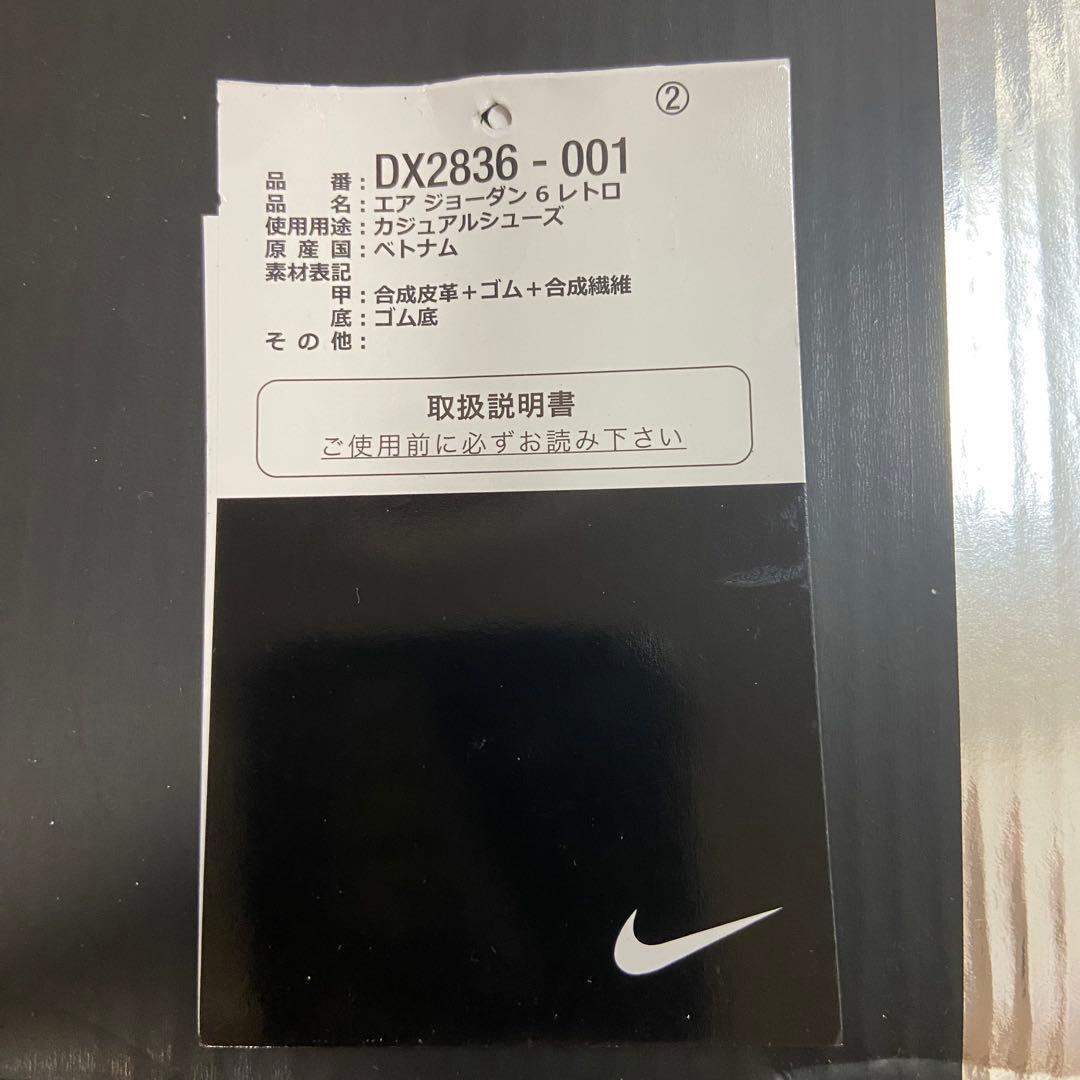 ②
品番:DX2836 - 001
品名:エア ジョーダン 6 レトロ
使用用途:カジュアルシューズ
原産国:ベトナム
素材表記
甲:合成皮革+ゴム+合成繊維
底:ゴム底
その他:
取扱説明書
ご使用前に必ずお読み下さい